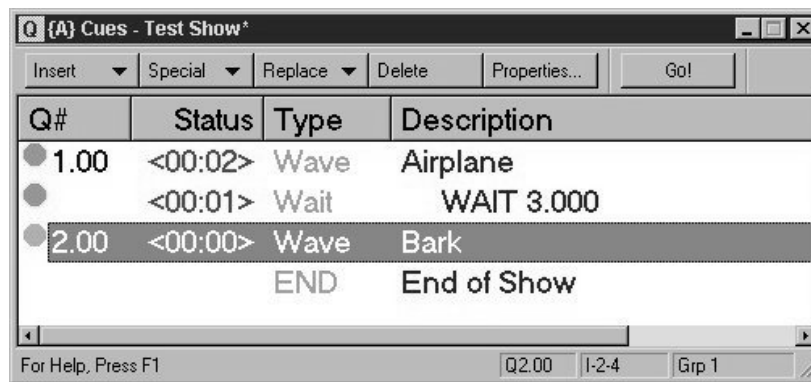 Q {A} Cues - Test Show*
Insert Special Replace Delete Properties... Go!
Q# Status Type Description
1.00 <00:02> Wave Airplane
<00:01> Wait WAIT 3.000
2.00 <00:00> Wave Bark
END End of Show
For Help, Press F1 Q2.00 I-2-4 Grp 1